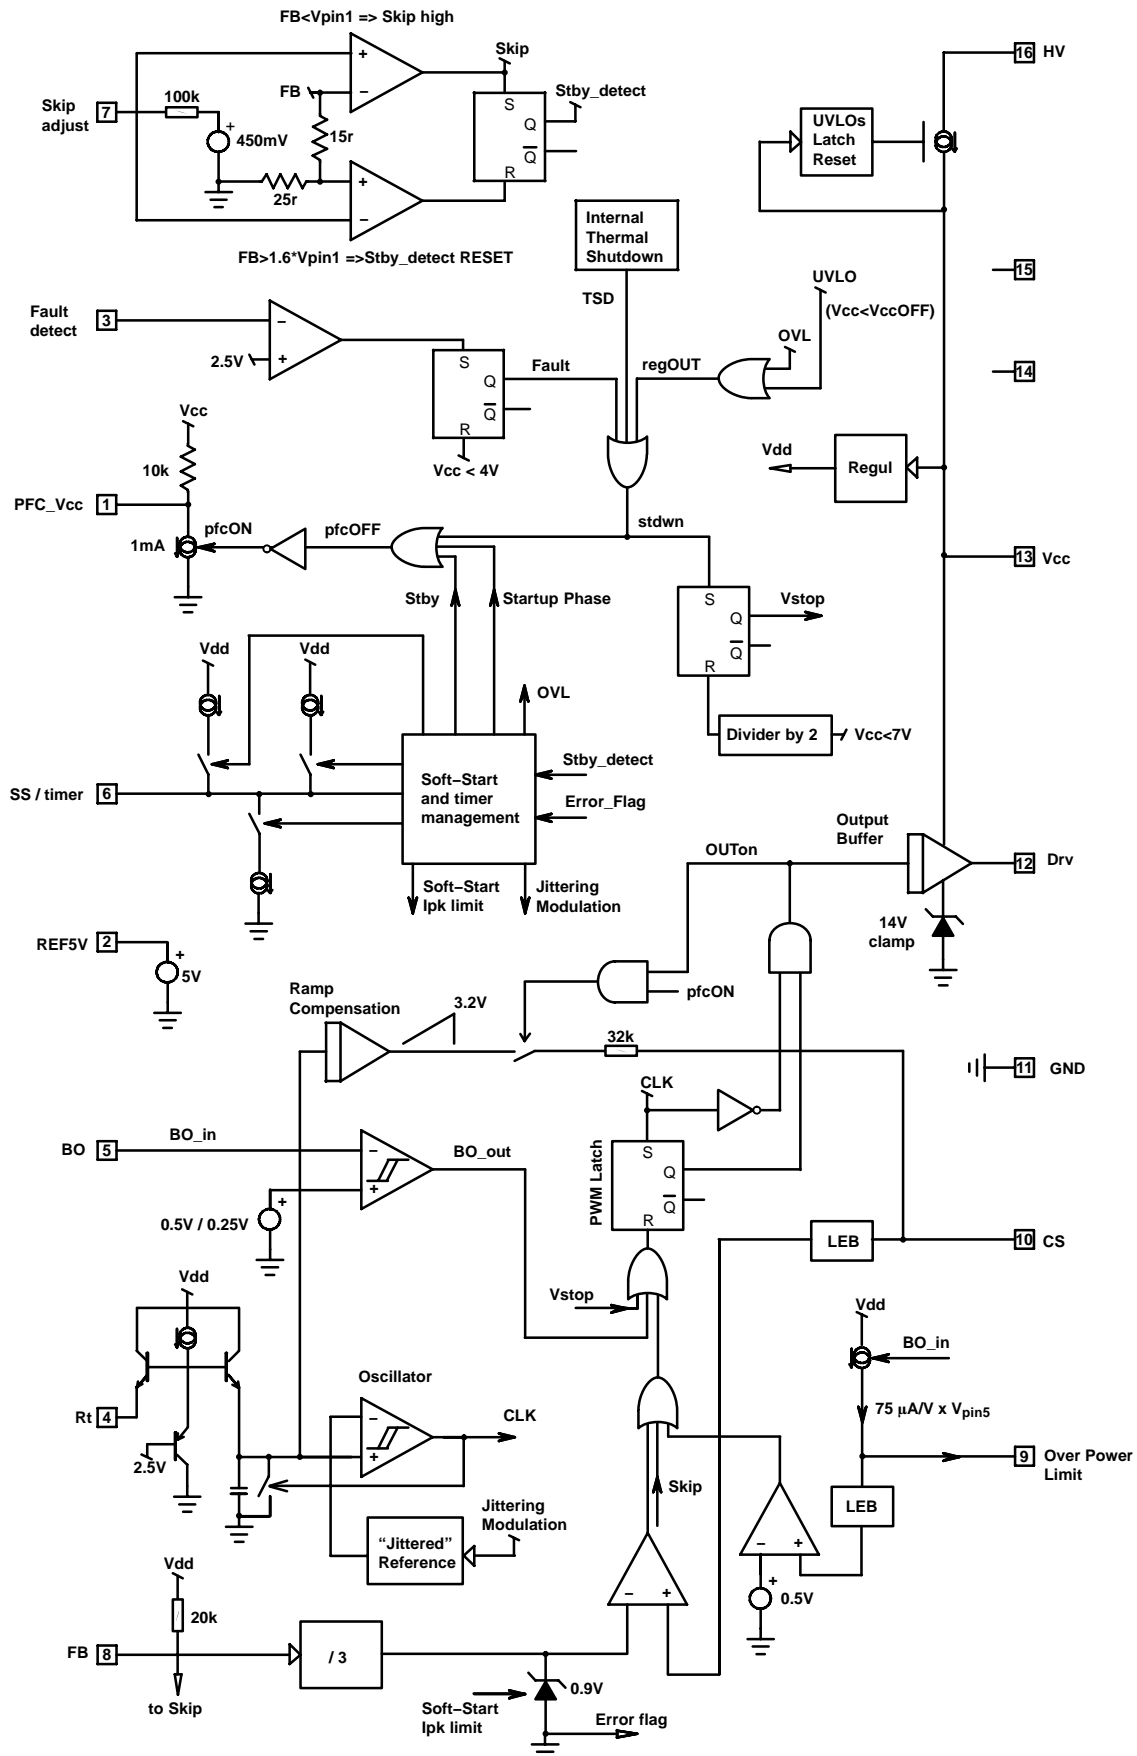 FB<Vpin1 => Skip high
Skip
Skip
adjust
7
100k
+
450mV
FB
+
−
15r
25r
+
−
S
Q
Q
R
Stby_detect
FB>1.6*Vpin1 =>Stby_detect RESET
16
HV
UVLOs
Latch
Reset
Internal
Thermal
Shutdown
TSD
UVLO
(Vcc<VccOFF)
OVL
15
14
Fault
detect
3
−
+
2.5V
S
Q
Q
R
Fault
regOUT
Vcc < 4V
Vcc
10k
PFC_Vcc
1
1mA
pfcON
pfcOFF
stdwn
Vdd
Regul
13
Vcc
Stby
Startup Phase
S
Q
Q
R
Vstop
Divider by 2
Vcc<7V
Vdd
Vdd
OVL
SS / timer
6
Soft−Start
and timer
management
Stby_detect
Error_Flag
Soft−Start
Ipk limit
Jittering
Modulation
OUTon
Output
Buffer
12
Drv
14V
clamp
REF5V
2
+
5V
Ramp
Compensation
3.2V
pfcON
32k
11
GND
CLK
BO
5
BO_in
−
+
BO_out
+
0.5V / 0.25V
PWM Latch
S
Q
Q
R
LEB
10
CS
Vstop
Vdd
Vdd
BO_in
Rt
4
2.5V
Oscillator
−
+
CLK
75 μA/V x Vpin5
9
Over Power
Limit
LEB
Skip
Jittering
Modulation
“Jittered”
Reference
−
+
−
+
+
0.5V
Vdd
20k
FB
8
/ 3
to Skip
Soft−Start
Ipk limit
0.9V
Error flag